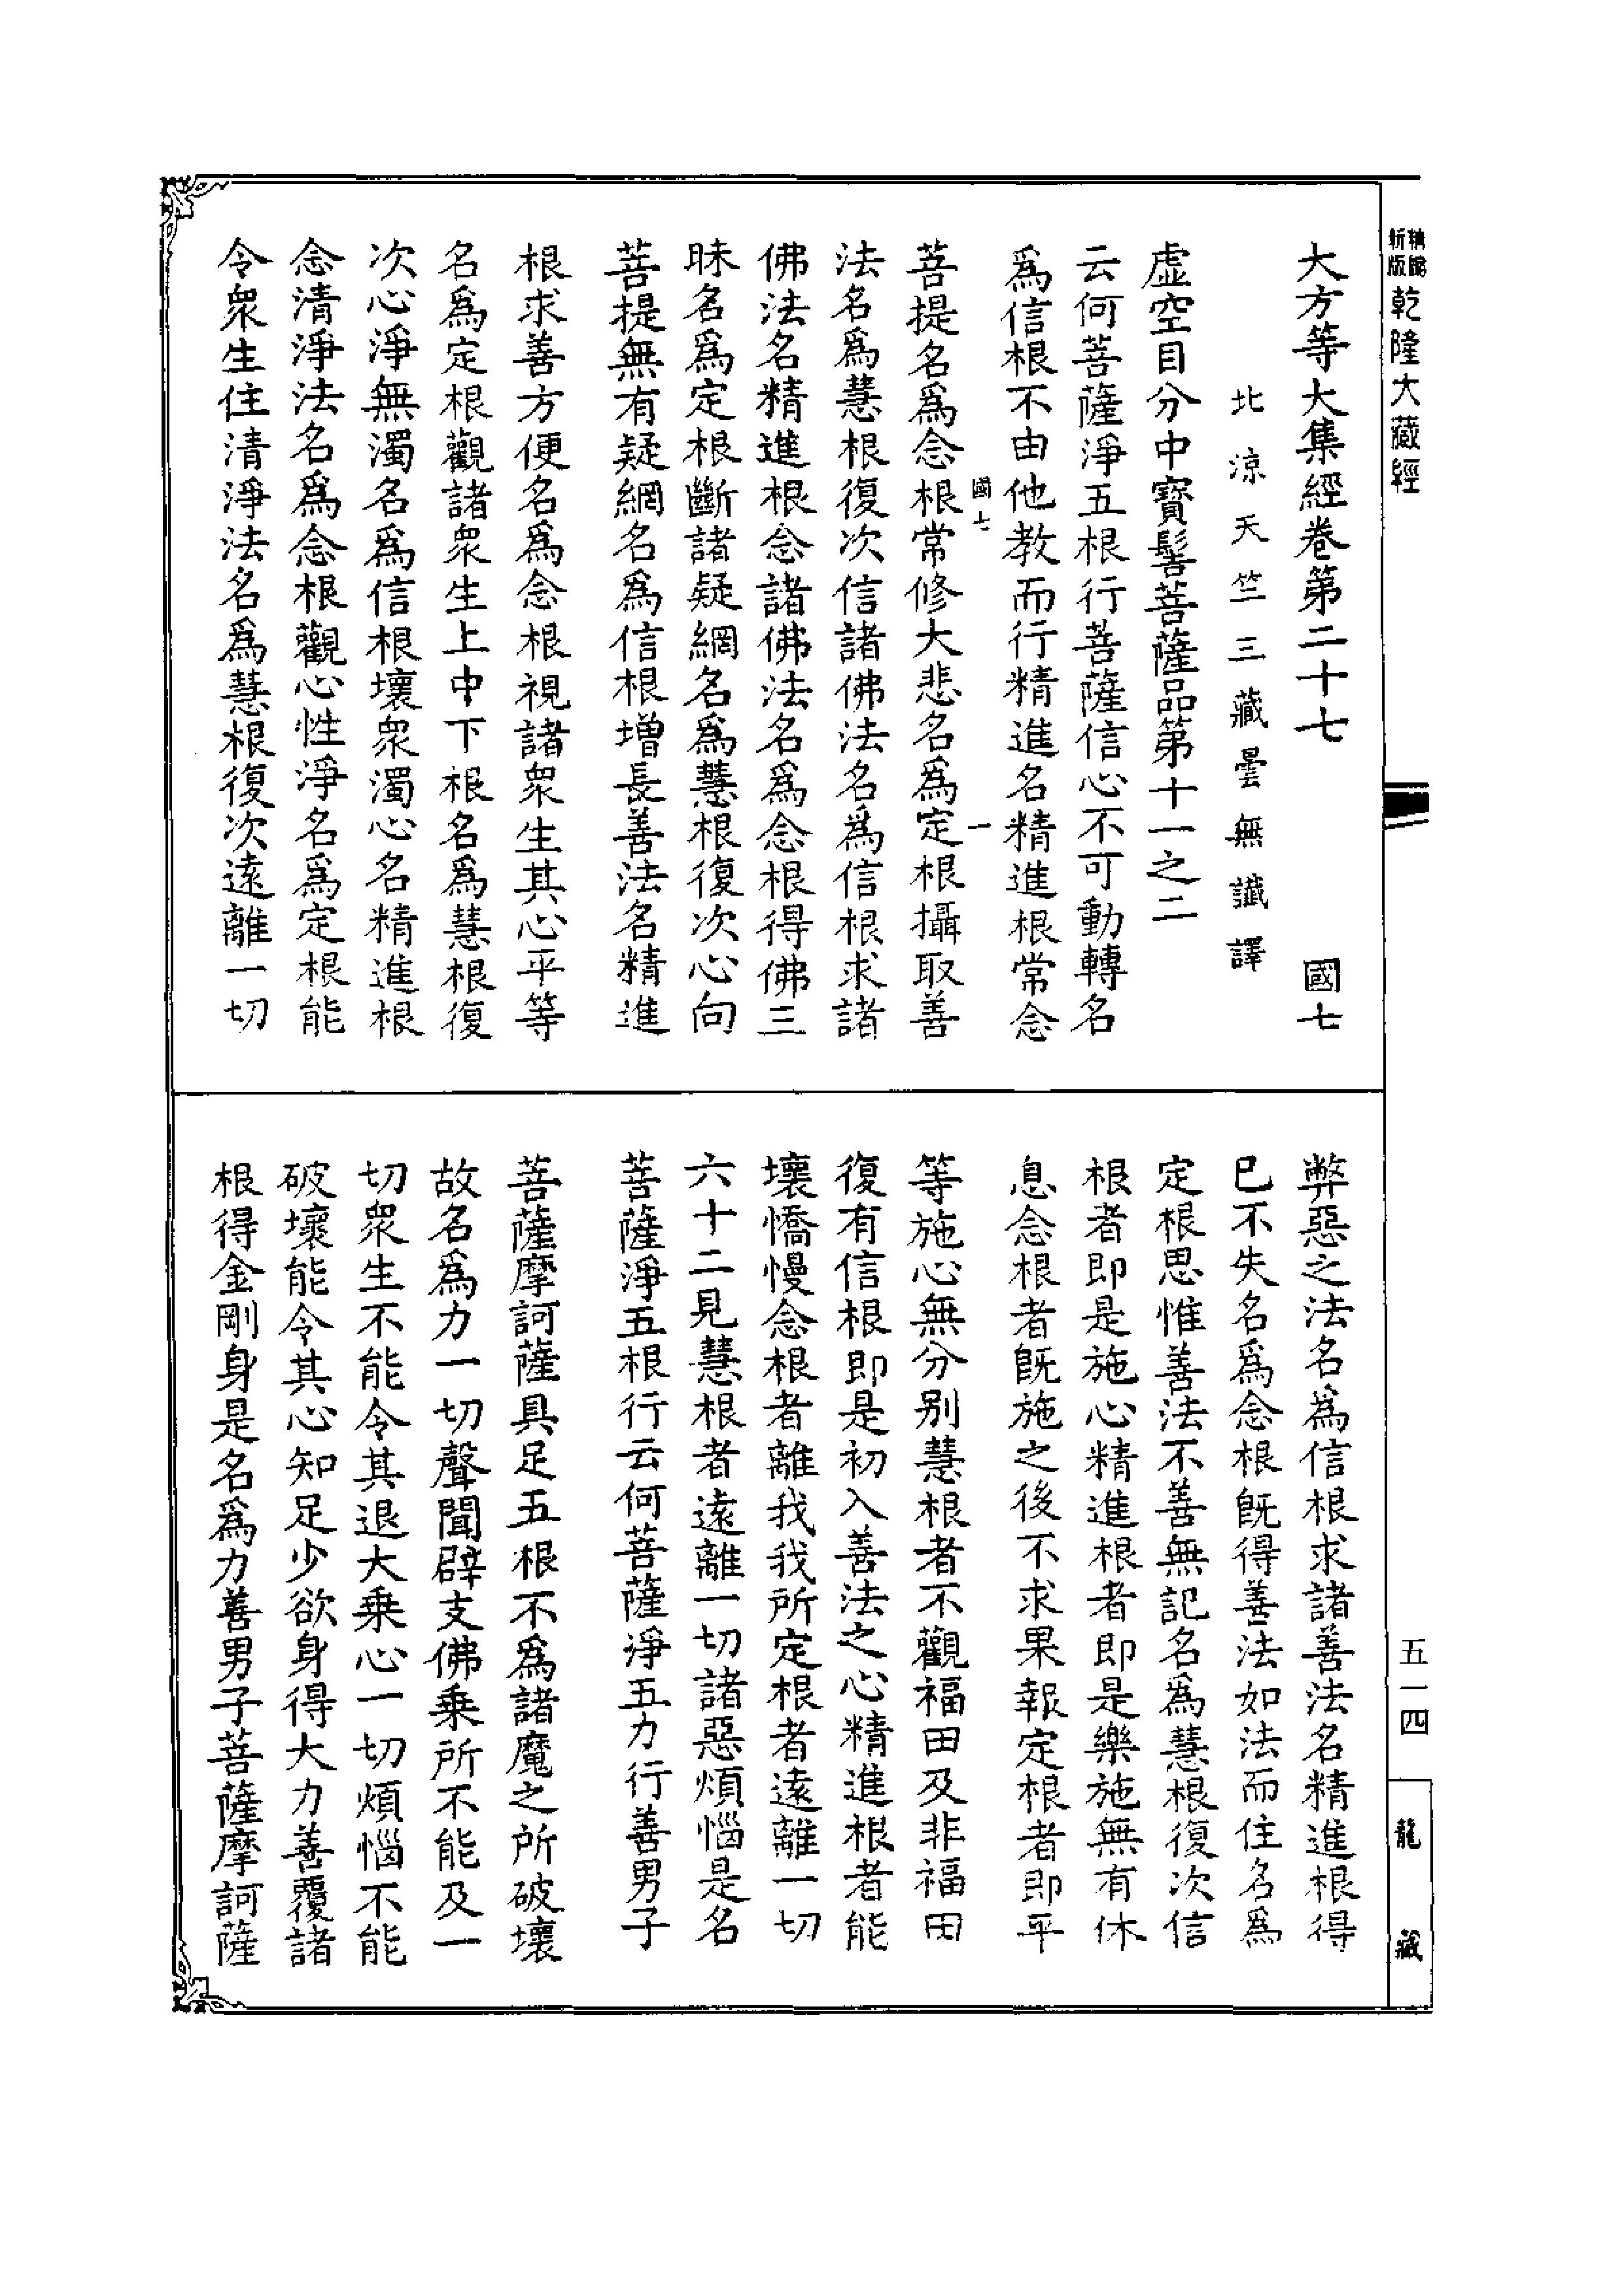 新版
乾隆大藏經
大方等大集經卷第二十七 國七
北涼天竺三藏曇無讖譯
虛空目分中寶髻菩薩品第十一之二
云何菩薩淨五根行菩薩信心不可動轉名
爲信根不由他教而行精進名精進根常念
國七 一
菩提名爲念根常修大悲名爲定根攝取善
法名爲慧根復次信諸佛法名爲信根求諸
佛法名精進根念諸佛法名爲念根得佛三
昧名爲定根斷諸疑網名爲慧根復次心向
菩提無有疑網名爲信根增長善法名精進
根求善方便名爲念根視諸衆生其心平等
名爲定根觀諸衆生上中下根名爲慧根復
次心淨無濁名爲信根壞衆濁心名精進根
念清淨法名爲念根觀心性淨名爲定根能
令衆生住清淨法名爲慧根復次遠離一切
弊惡之法名爲信根求諸善法名精進根得
已不失名爲念根旣得善法如法而住名爲
定根思惟善法不善無記名爲慧根復次信
根者即是施心精進根者即是樂施無有休
息念根者旣施之後不求果報定根者即平
等施心無分別慧根者不觀福田及非福田
復有信根即是初入善法之心精進根者能
壞憍慢念根者離我我所定根者遠離一切
六十二見慧根者遠離一切諸惡煩惱是名
菩薩淨五根行云何菩薩淨五力行善男子
菩薩摩訶薩具足五根不爲諸魔之所破壞
故名爲力一切聲聞辟支佛乗所不能及一
切衆生不能令其退大乗心一切煩惱不能
破壞能令其心知足少欲身得大力善覆諸
根得金剛身是名爲力善男子菩薩摩訶薩
五一四
龍藏